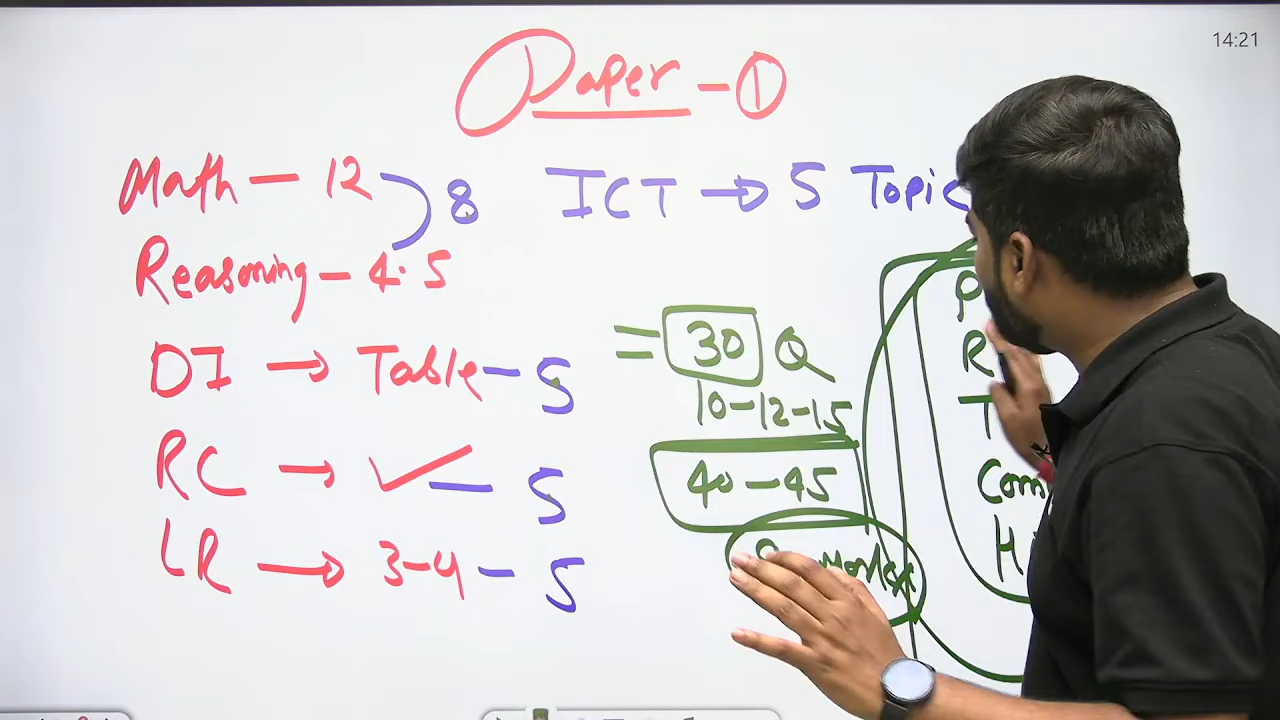 14:21
Paper - 1
Math - 12
8
ICT → 5 Topic
Reasoning - 4.5
= 30 Q
P
R
DI → Table - 5
10-12-15
T
RC → ✓ - 5
40-45
Com
LR → 3-4 - 5
H